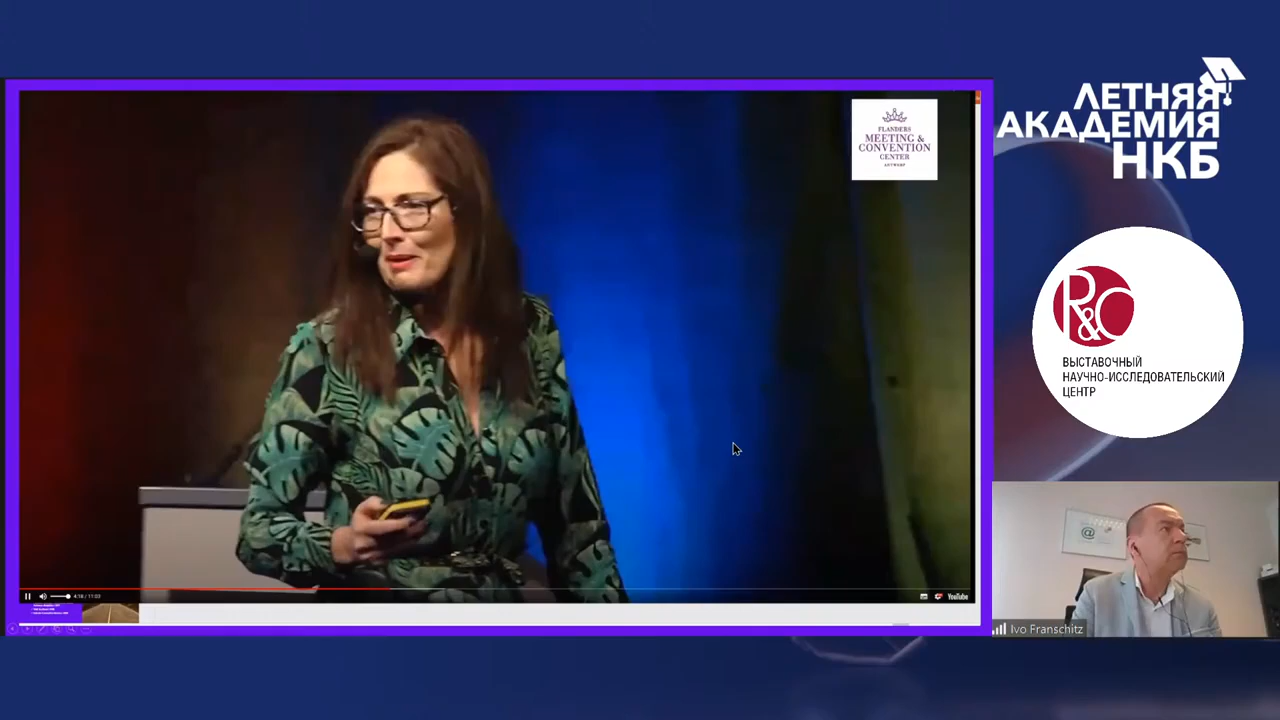 FLANDERS
MEETING &
CONVENTION
CENTER
ANTWERP
4:18 / 11:03
YouTube
ЛЕТНЯЯ
АКАДЕМИЯ
НКБ
R&C
ВЫСТАВОЧНЫЙ
НАУЧНО-ИССЛЕДОВАТЕЛЬСКИЙ
ЦЕНТР
@
Ivo Franschitz